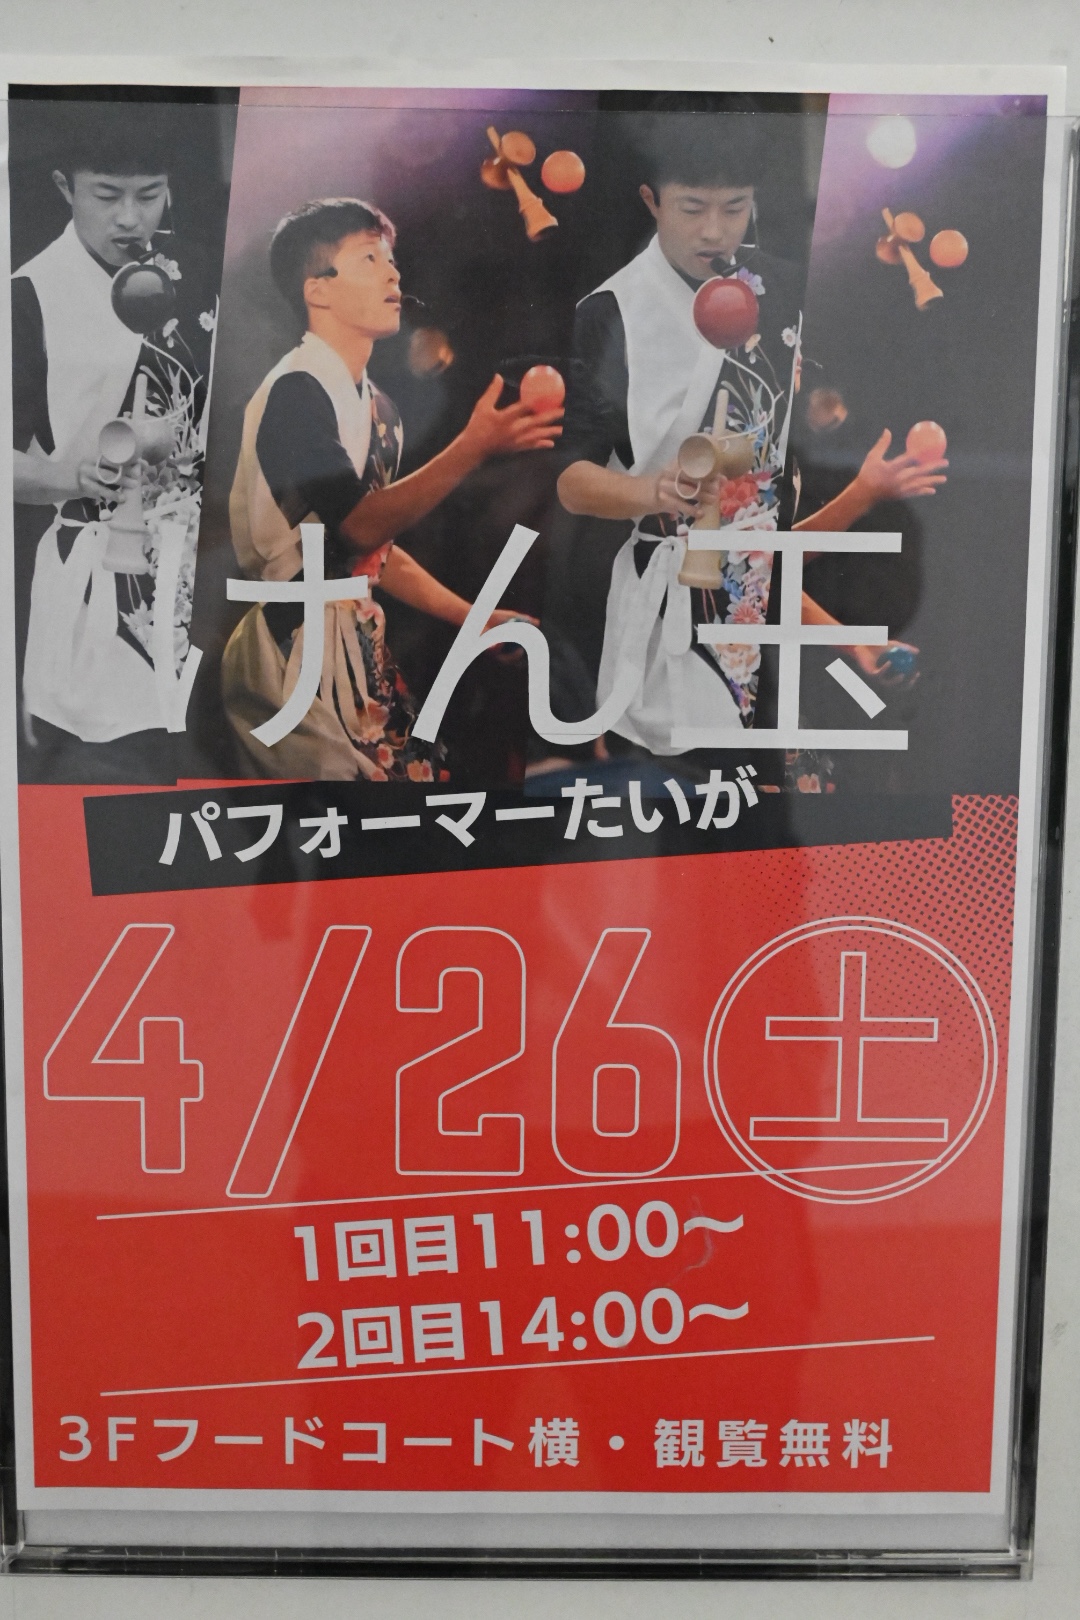 けん玉
パフォーマーたいが
4/26土
1回目11:00〜
2回目14:00〜
3Fフードコート横・観覧無料